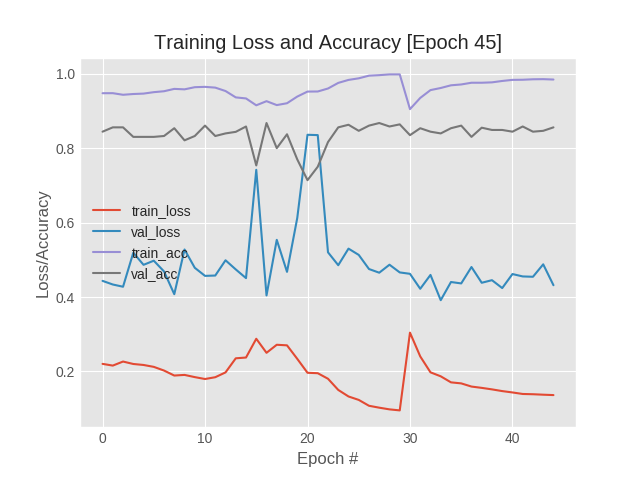 Training Loss and Accuracy [Epoch 45]
1.0
0.8
0.6
0.4
0.2
Loss/Accuracy
train_loss
val_loss
train_acc
val_acc
0
10
20
30
40
Epoch #